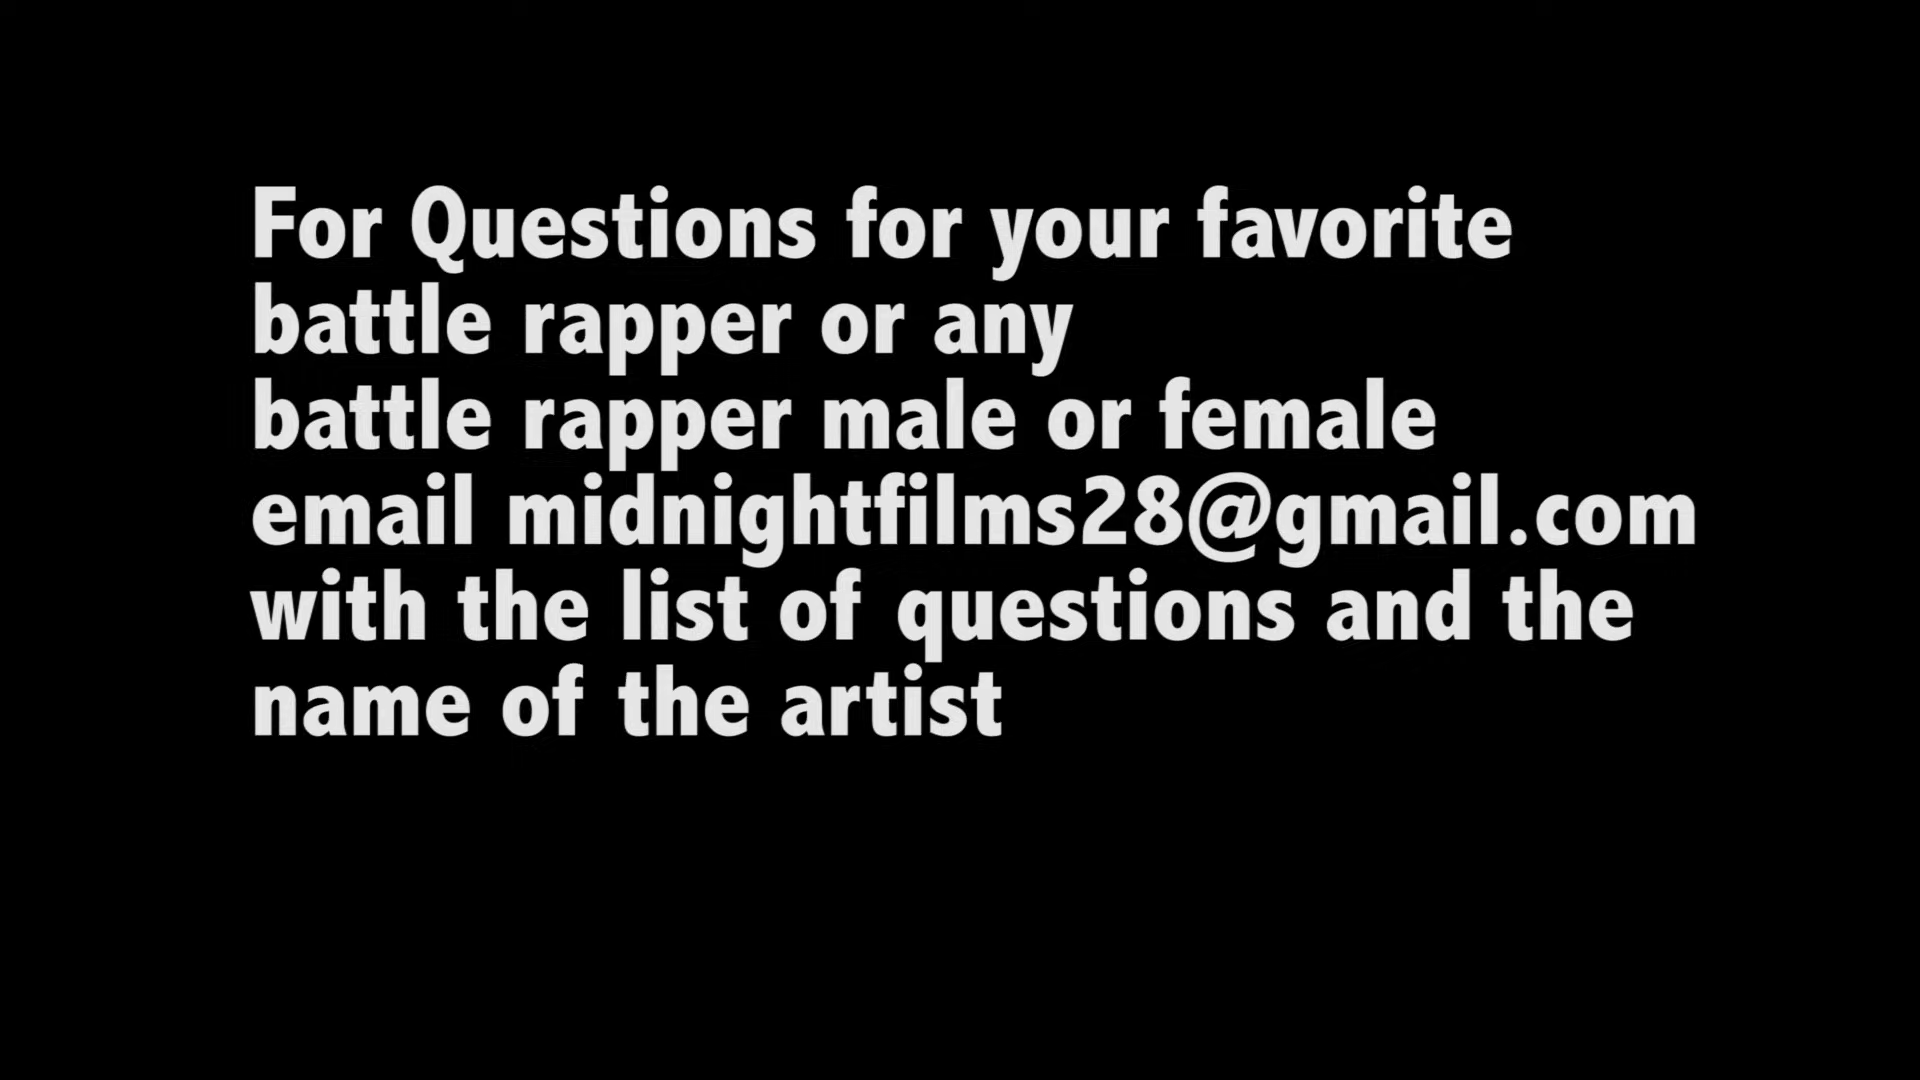 For Questions for your favorite
battle rapper or any
battle rapper male or female
email midnightfilms28@gmail.com
with the list of questions and the
name of the artist